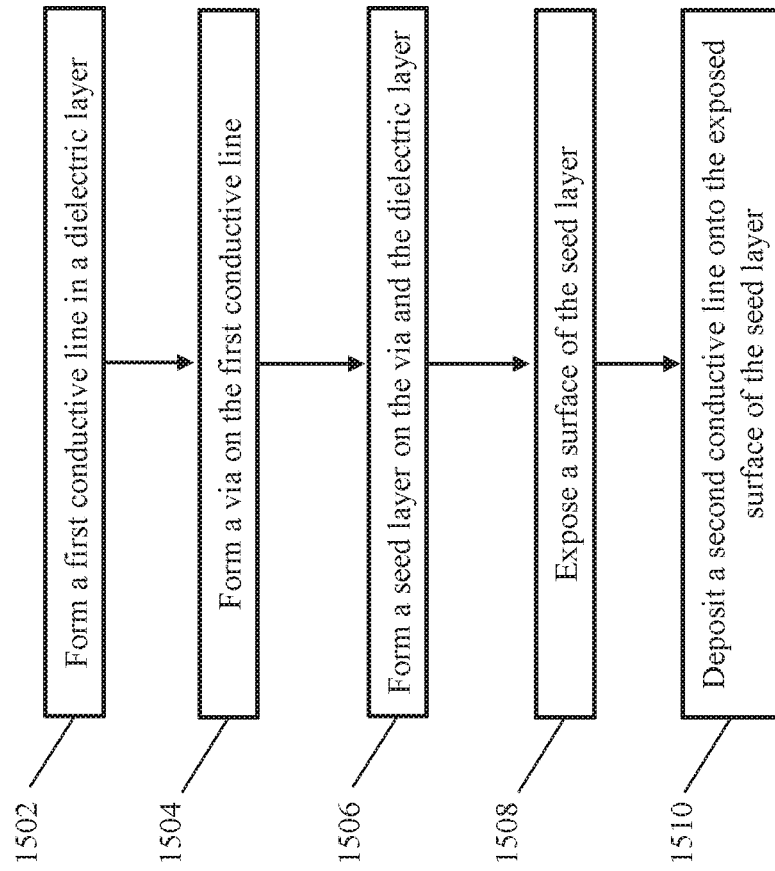 1502
Form a first conductive line in a dielectric layer
1504
Form a via on the first conductive line
1506
Form a seed layer on the via and the dielectric layer
1508
Expose a surface of the seed layer
1510
Deposit a second conductive line onto the exposed
surface of the seed layer